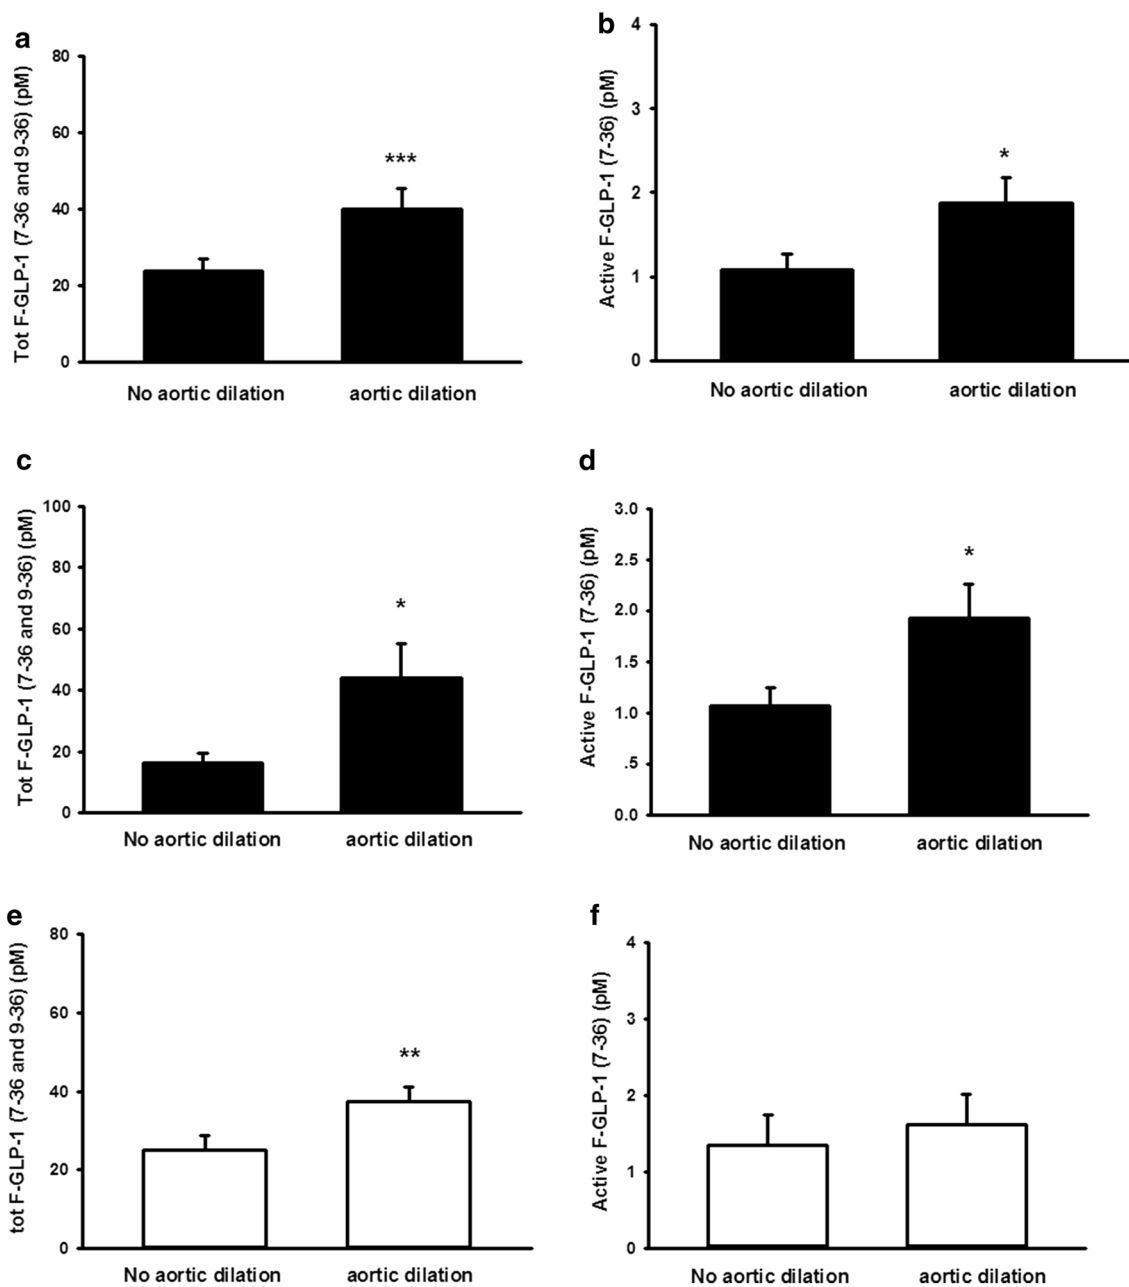 a
Tot F-GLP-1 (7-36 and 9-36) (pM)
80
60
40
20
0
***
No aortic dilation
aortic dilation
b
Active F-GLP-1 (7-36) (pM)
4
3
2
1
0
*
No aortic dilation
aortic dilation
c
Tot F-GLP-1 (7-36 and 9-36) (pM)
100
80
60
40
20
0
*
No aortic dilation
aortic dilation
d
Active F-GLP-1 (7-36) (pM)
3.0
2.5
2.0
1.5
1.0
.5
0.0
*
No aortic dilation
aortic dilation
e
tot F-GLP-1 (7-36 and 9-36) (pM)
80
60
40
20
0
**
No aortic dilation
aortic dilation
f
Active F-GLP-1 (7-36) (pM)
4
3
2
1
0
No aortic dilation
aortic dilation